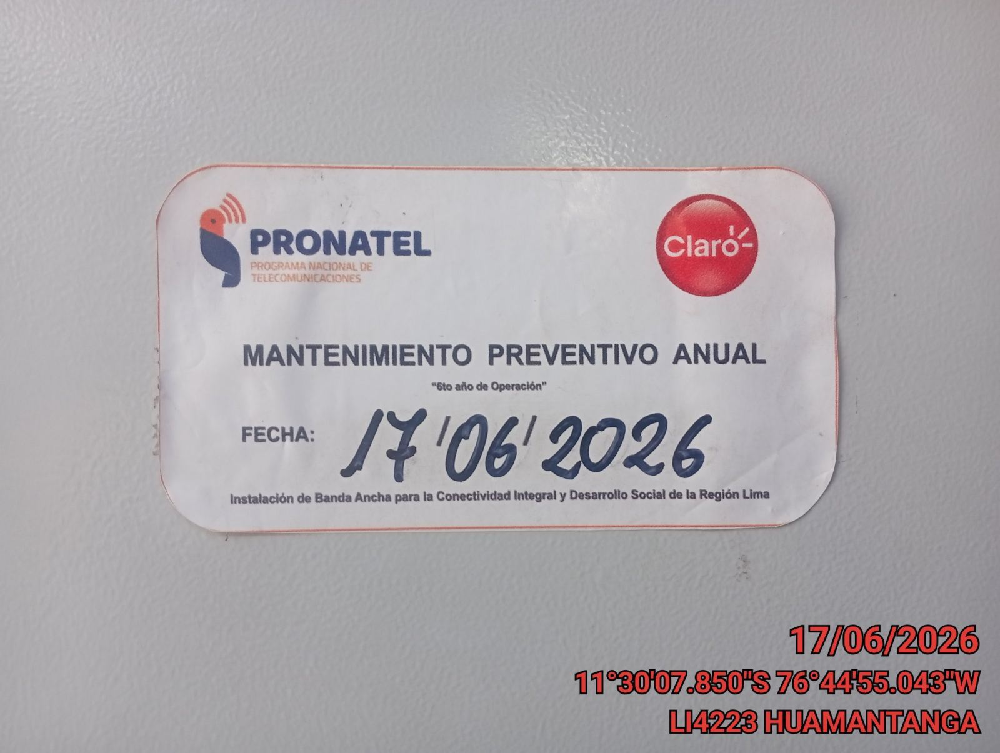 PRONATEL
PROGRAMA NACIONAL DE
TELECOMUNICACIONES
Claro
MANTENIMIENTO PREVENTIVO ANUAL
"6to año de Operación"
FECHA: 17/06/2026
Instalación de Banda Ancha para la Conectividad Integral y Desarrollo Social de la Región Lima
17/06/2026
11°30'07.850"S 76°44'55.043"W
LI4223 HUAMANTANGA